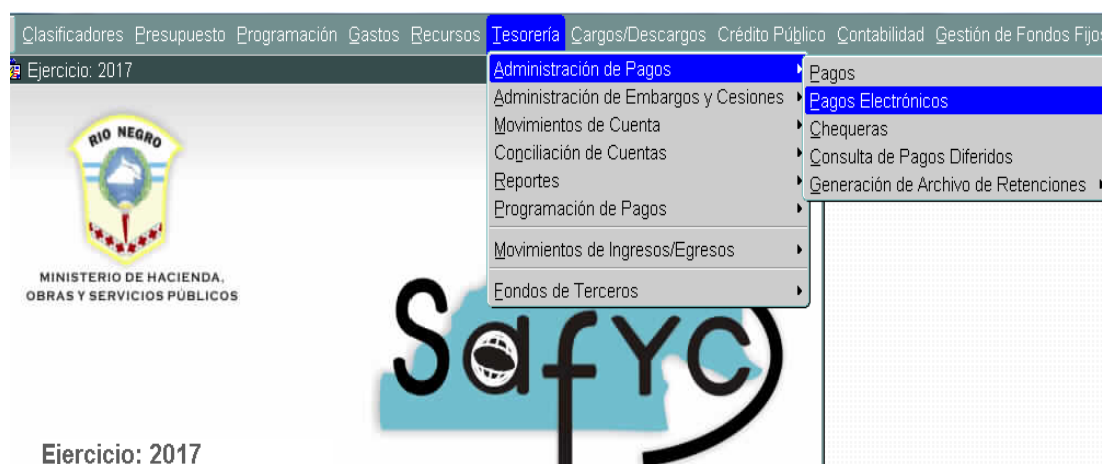 Clasificadores Presupuesto Programación Gastos Recursos Tesorería Cargos/Descargos Crédito Público Contabilidad Gestión de Fondos Fijos
Ejercicio: 2017
Administración de Pagos
Administración de Embargos y Cesiones
Movimientos de Cuenta
Conciliación de Cuentas
Reportes
Programación de Pagos
Movimientos de Ingresos/Egresos
Fondos de Terceros
Pagos
Pagos Electrónicos
Chequeras
Consulta de Pagos Diferidos
Generación de Archivo de Retenciones
RIO NEGRO
MINISTERIO DE HACIENDA,
OBRAS Y SERVICIOS PÚBLICOS
SafyC
Ejercicio: 2017